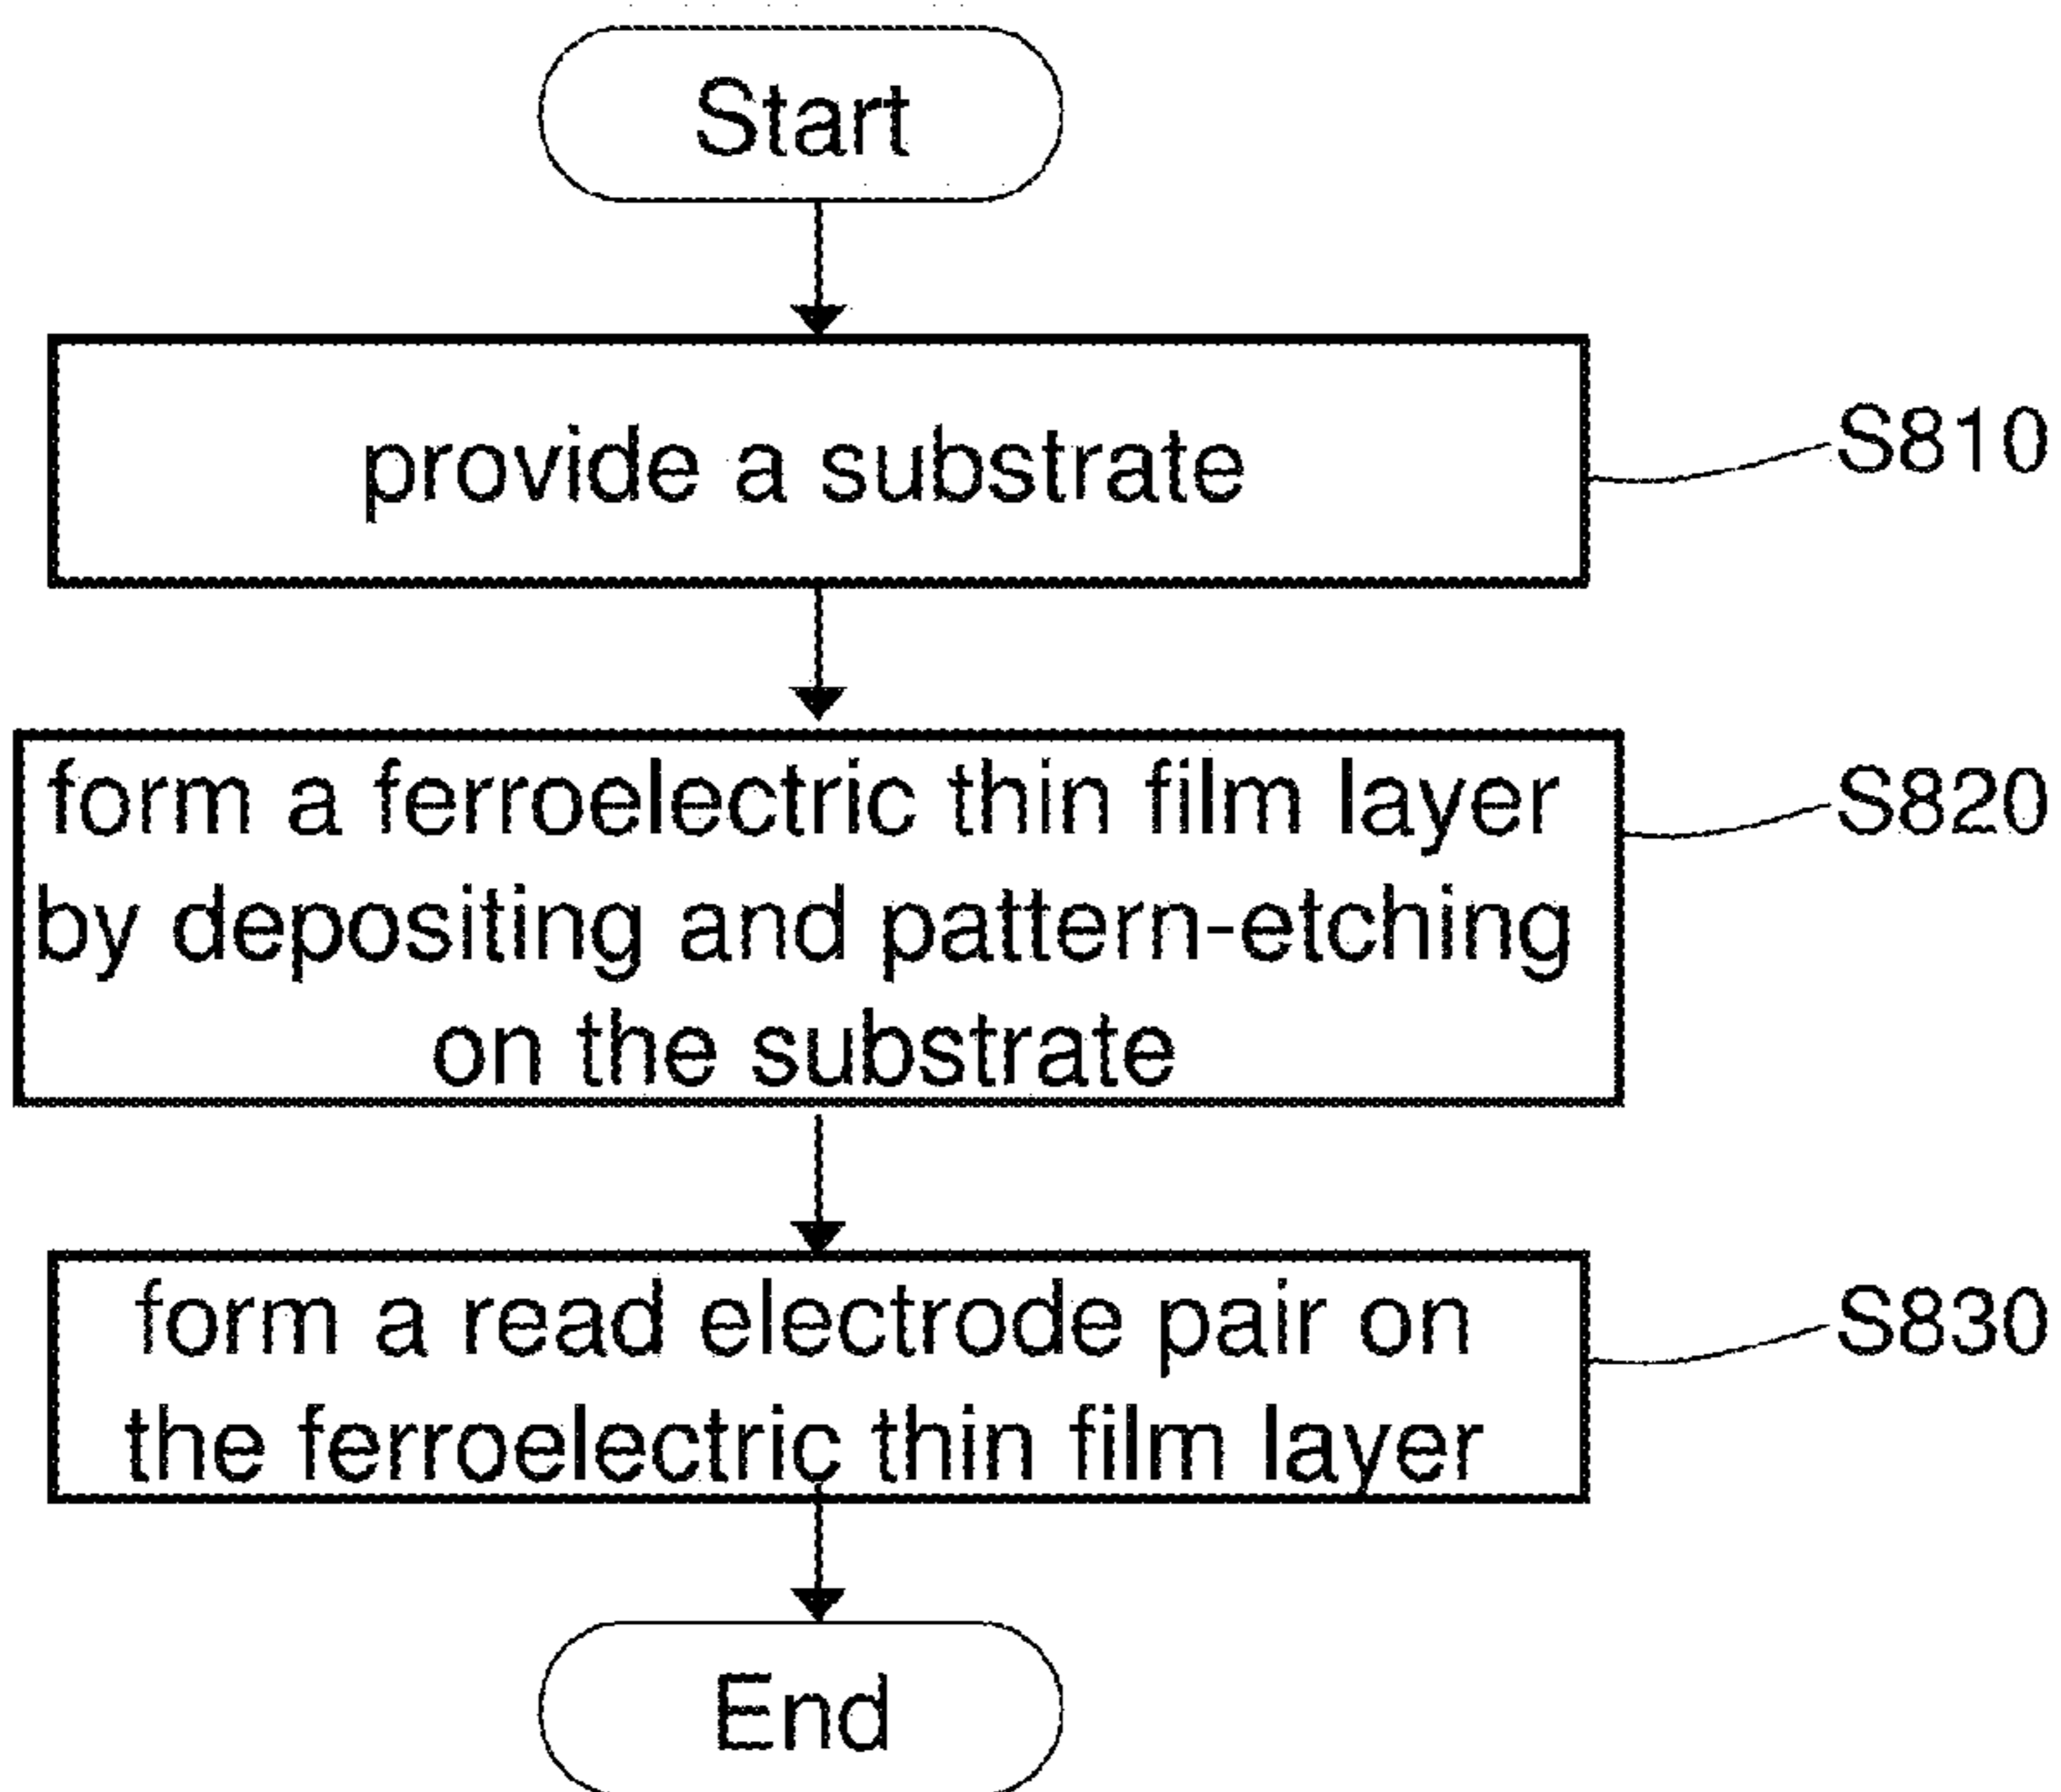 Start
provide a substrate
S810
form a ferroelectric thin film layer
by depositing and pattern-etching
on the substrate
S820
form a read electrode pair on
the ferroelectric thin film layer
S830
End